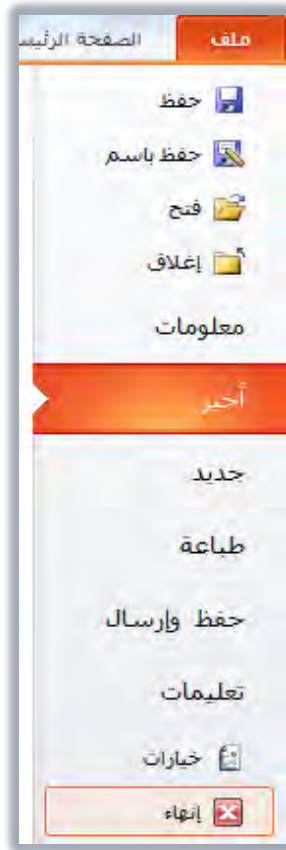 ملف الصفحة الرئيس
حفظ
حفظ باسم
فتح
إغلاق
معلومات
أخير
جديد
طباعة
حفظ وإرسال
تعليمات
خيارات
إنهاء